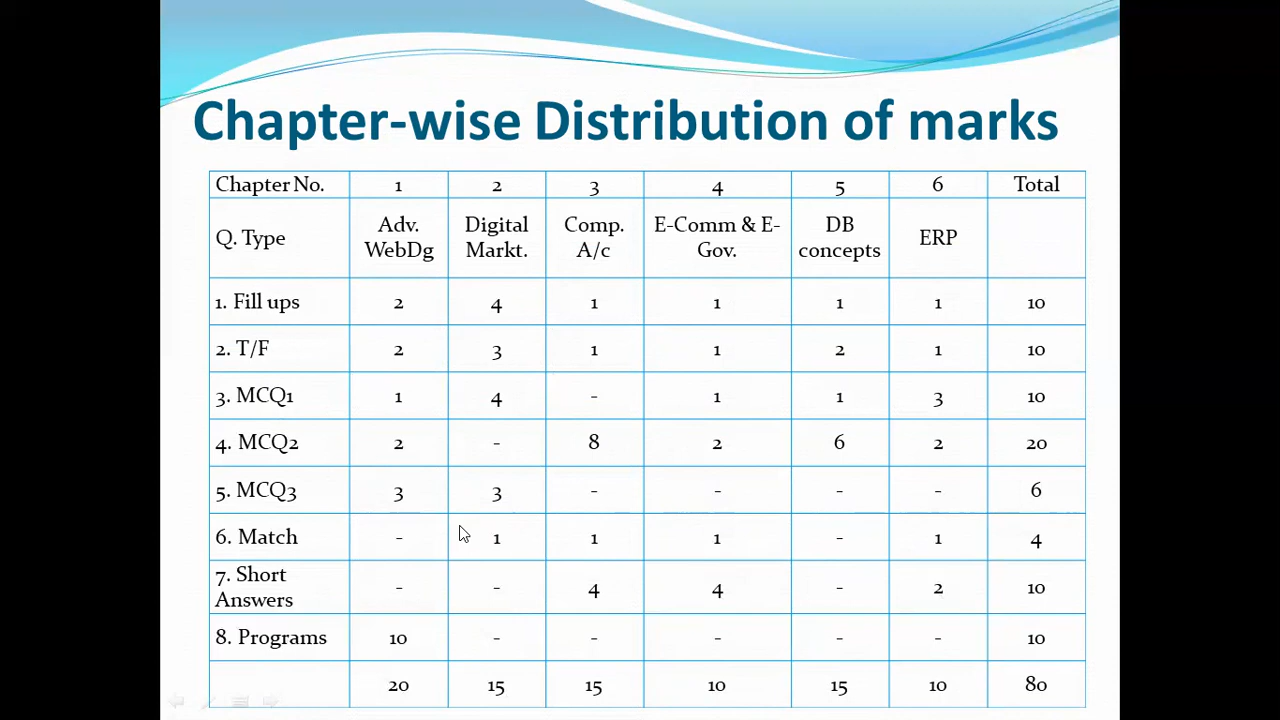 Chapter-wise Distribution of marks
Chapter No. 1 2 3 4 5 6 Total
Q. Type Adv. WebDg Digital Markt. Comp. A/c E-Comm & E-Gov. DB concepts ERP
1. Fill ups 2 4 1 1 1 1 10
2. T/F 2 3 1 1 2 1 10
3. MCQ1 1 4 - 1 1 3 10
4. MCQ2 2 - 8 2 6 2 20
5. MCQ3 3 3 - - - - 6
6. Match - 1 1 1 - 1 4
7. Short Answers - - 4 4 - 2 10
8. Programs 10 - - - - - 10
20 15 15 10 15 10 80